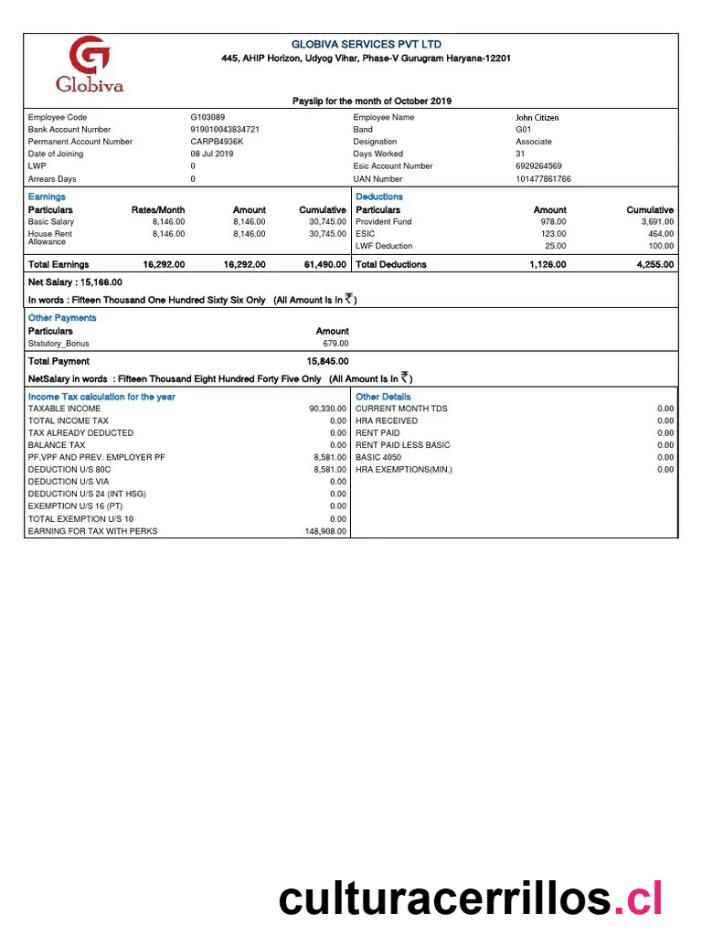 Globiva
GLOBIVA SERVICES PVT LTD
445, AHIP Horizon, Udyog Vihar, Phase-V Gurugram Haryana-12201
Payslip for the month of October 2019
Employee Code G103089 Employee Name John Citizen
Bank Account Number 919010043834721 Band G01
Permanent Account Number CARPB4936K Designation Associate
Date of Joining 08 Jul 2019 Days Worked 31
LWP 0 Esic Account Number 6929264569
Arrears Days 0 UAN Number 101477861766
Earnings Deductions
Particulars Rates/Month Amount Cumulative Particulars Amount Cumulative
Basic Salary 8,146.00 8,146.00 30,745.00 Provident Fund 978.00 3,691.00
House Rent 8,146.00 8,146.00 30,745.00 ESIC 123.00 464.00
Allowance LWF Deduction 25.00 100.00
Total Earnings 16,292.00 16,292.00 61,490.00 Total Deductions 1,126.00 4,255.00
Net Salary : 15,166.00
In words : Fifteen Thousand One Hundred Sixty Six Only (All Amount Is In ₹)
Other Payments
Particulars Amount
Statutory_Bonus 679.00
Total Payment 15,845.00
NetSalary in words : Fifteen Thousand Eight Hundred Forty Five Only (All Amount Is In ₹)
Income Tax calculation for the year Other Details
TAXABLE INCOME 90,330.00 CURRENT MONTH TDS 0.00
TOTAL INCOME TAX 0.00 HRA RECEIVED 0.00
TAX ALREADY DEDUCTED 0.00 RENT PAID 0.00
BALANCE TAX 0.00 RENT PAID LESS BASIC 0.00
PF,VPF AND PREV. EMPLOYER PF 8,581.00 BASIC 4050 0.00
DEDUCTION U/S 80C 8,581.00 HRA EXEMPTIONS(MIN.) 0.00
DEDUCTION U/S VIA 0.00
DEDUCTION U/S 24 (INT HSG) 0.00
EXEMPTION U/S 16 (PT) 0.00
TOTAL EXEMPTION U/S 10 0.00
EARNING FOR TAX WITH PERKS 148,908.00
culturacerrillos.cl